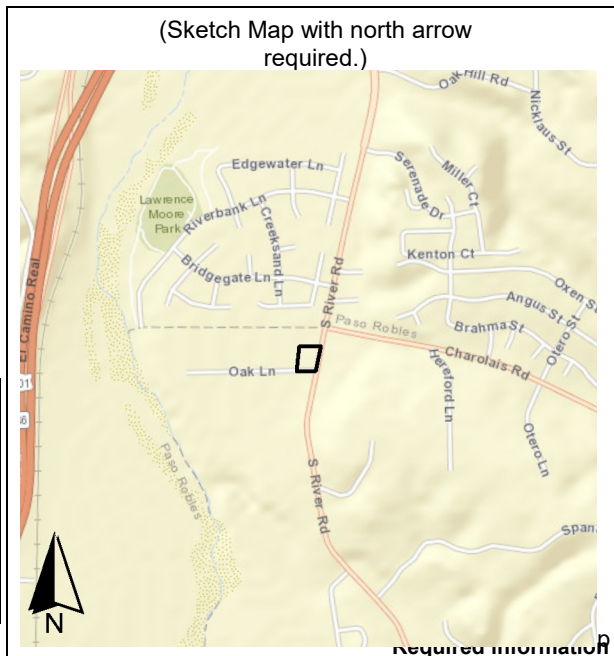 (Sketch Map with north arrow
required.)
Oak Hill Rd
Nicklaus St
Edgewater Ln
Serenade Dr
Miller Ct
Lawrence
Moore
Park
Riverbank Ln
Creeksand Ln
Kenton Ct
Bridgegate Ln
S River Rd
Oxen St
El Camino Real
Angus St
Paso Robles
Brahma St
Otero St
Charolais Rd
Oak Ln
Hereford Ln
01
46
Paso Robles
Otero Ln
S River Rd
Span
N
p
Required Information